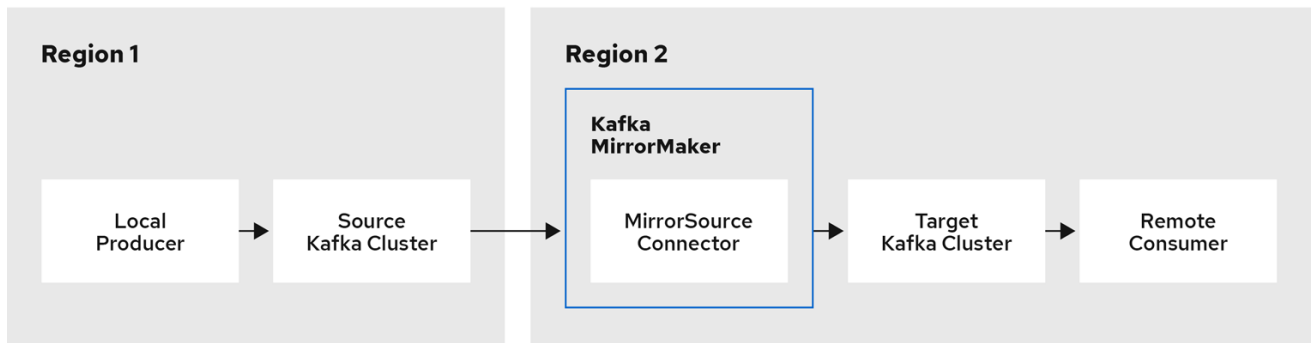 Region 1
Region 2
Kafka
MirrorMaker
Local
Producer
Source
Kafka Cluster
MirrorSource
Connector
Target
Kafka Cluster
Remote
Consumer